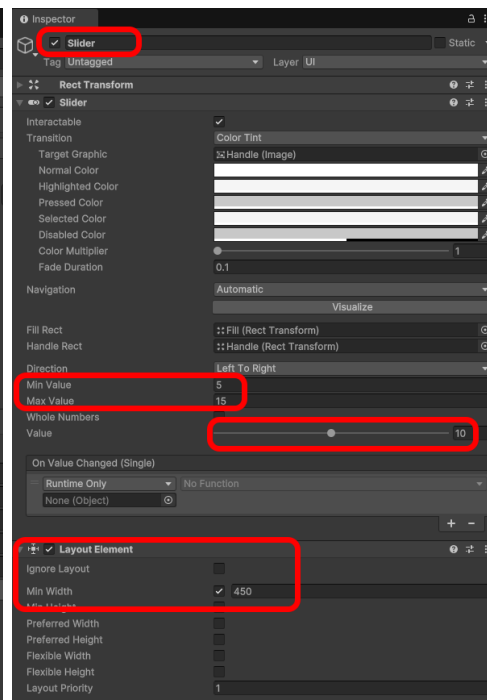 Inspector
Slider Static
Tag Untagged Layer UI
Rect Transform
Slider
Interactable
Transition Color Tint
Target Graphic Handle (Image)
Normal Color
Highlighted Color
Pressed Color
Selected Color
Disabled Color
Color Multiplier 1
Fade Duration 0.1
Navigation Automatic
Visualize
Fill Rect Fill (Rect Transform)
Handle Rect Handle (Rect Transform)
Direction Left To Right
Min Value 5
Max Value 15
Whole Numbers
Value 10
On Value Changed (Single)
Runtime Only No Function
None (Object)
Layout Element
Ignore Layout
Min Width 450
Min Height
Preferred Width
Preferred Height
Flexible Width
Flexible Height
Layout Priority 1